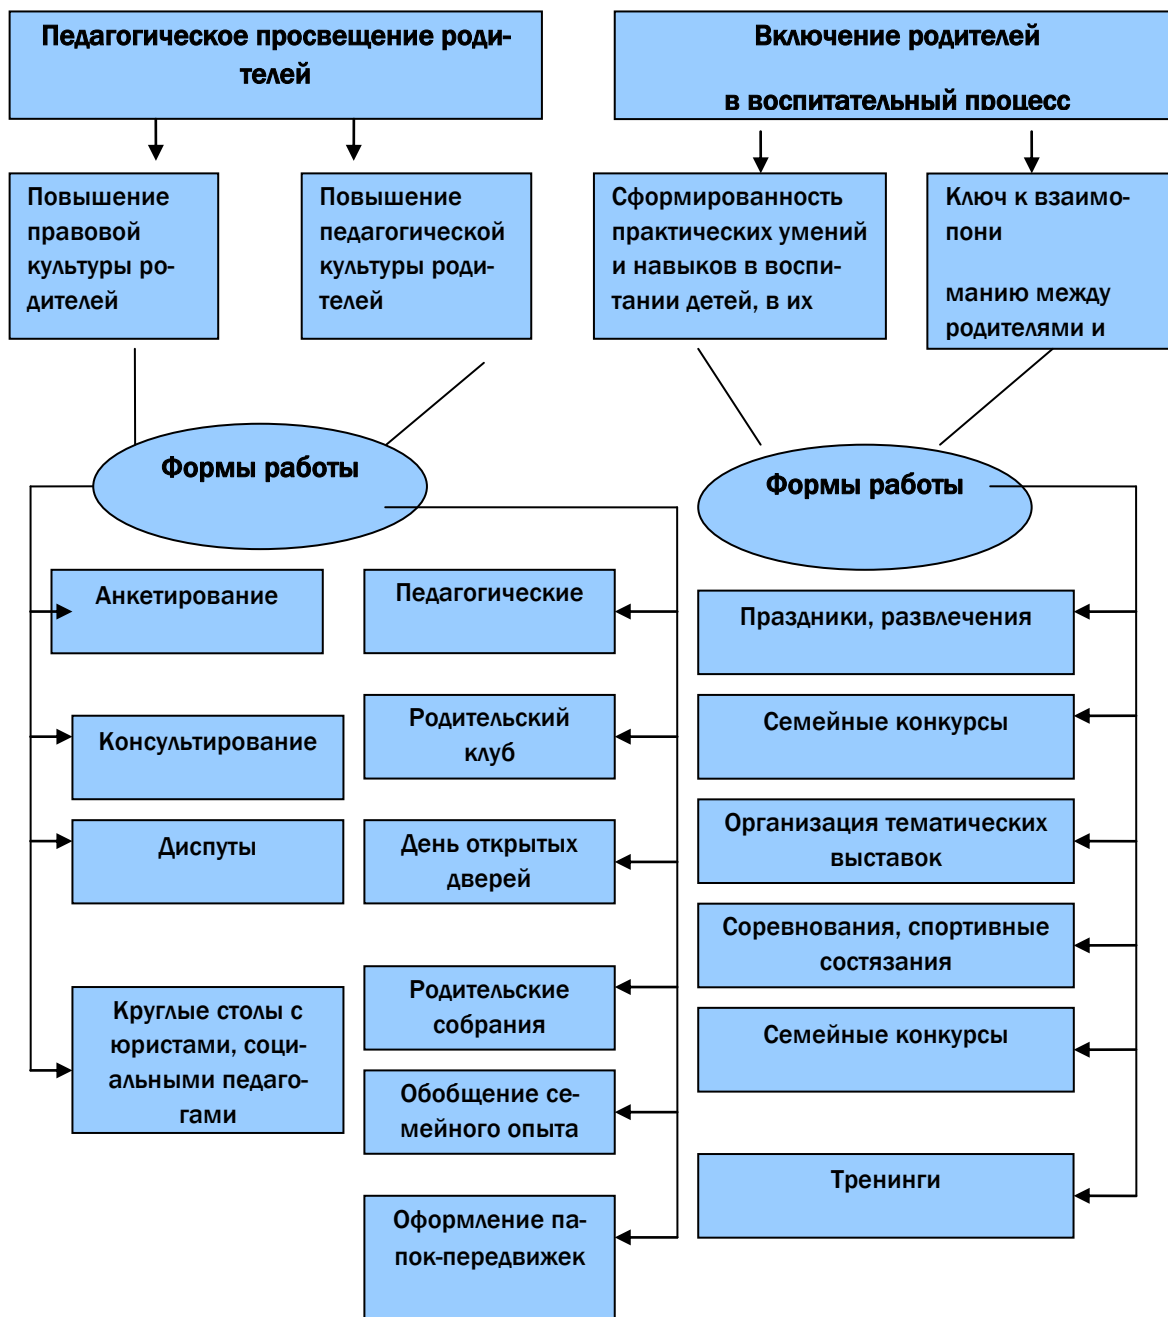 Педагогическое просвещение роди-
телей
Включение родителей
в воспитательный процесс
Повышение
правовой
культуры ро-
дителей
Повышение
педагогической
культуры роди-
телей
Сформированность
практических умений
и навыков в воспи-
тании детей, в их
Ключ к взаимо-
пони
манию между
родителями и
Формы работы
Формы работы
Анкетирование
Консультирование
Диспуты
Круглые столы с
юристами, соци-
альными педаго-
гами
Педагогические
Родительский
клуб
День открытых
дверей
Родительские
собрания
Обобщение се-
мейного опыта
Оформление па-
пок-передвижек
Праздники, развлечения
Семейные конкурсы
Организация тематических
выставок
Соревнования, спортивные
состязания
Семейные конкурсы
Тренинги